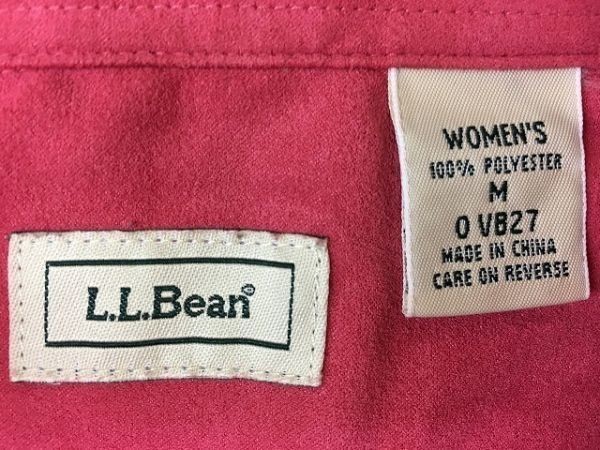 WOMEN'S
100% POLYESTER
M
0 VB27
MADE IN CHINA
CARE ON REVERSE
L.L.Bean®